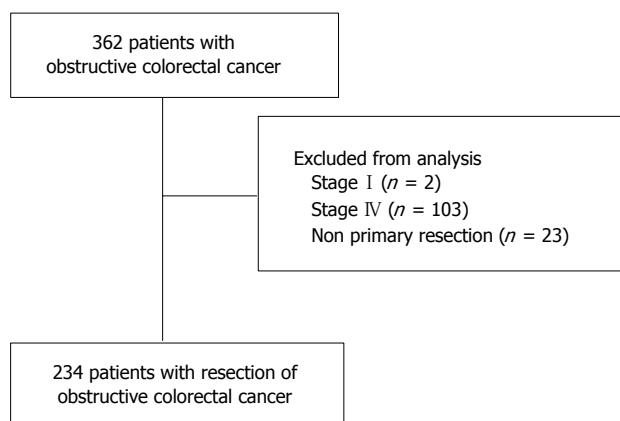 362 patients with
obstructive colorectal cancer
Excluded from analysis
Stage Ⅰ (n = 2)
Stage Ⅳ (n = 103)
Non primary resection (n = 23)
234 patients with resection of
obstructive colorectal cancer